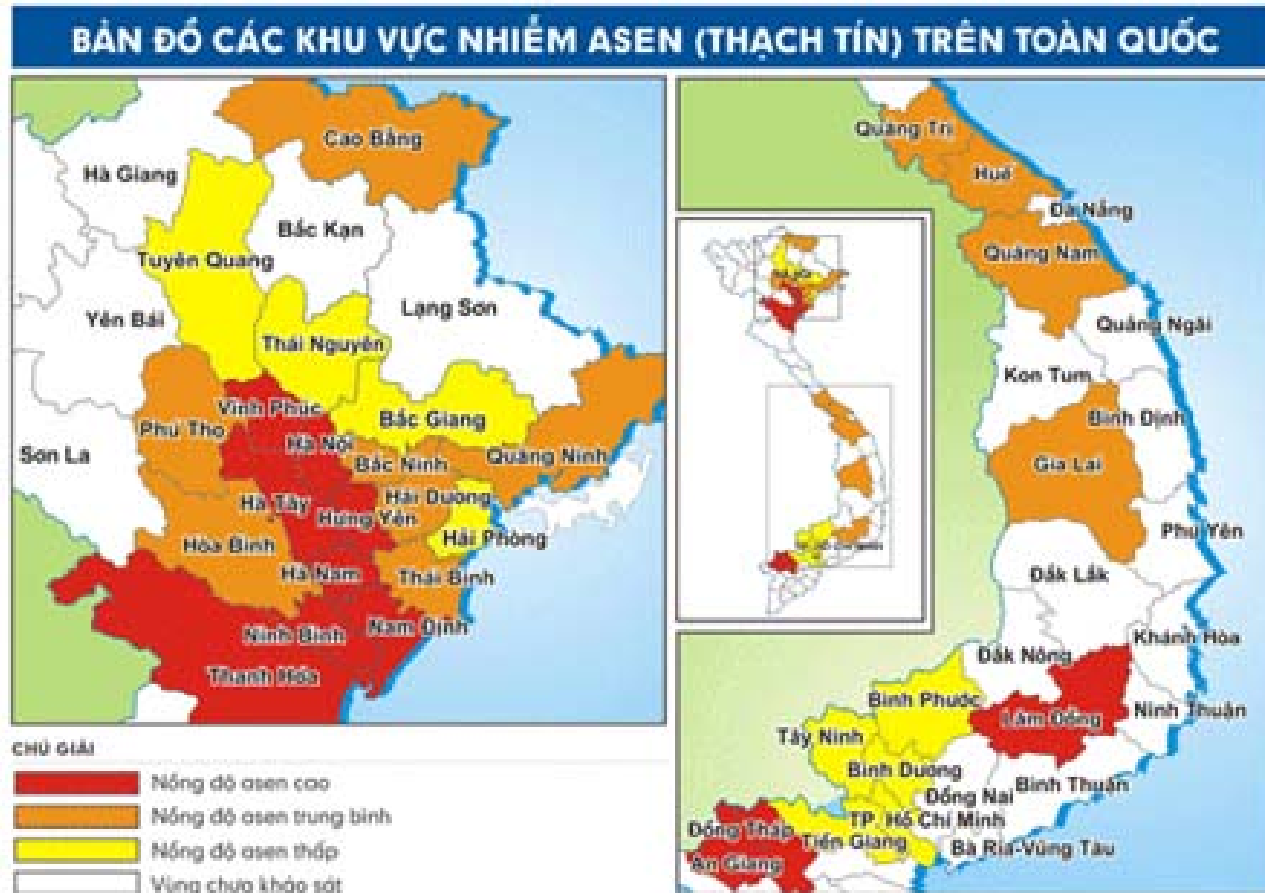 BẢN ĐỒ CÁC KHU VỰC NHIỄM ASEN (THẠCH TÍN) TRÊN TOÀN QUỐC
Cao Bằng
Hà Giang
Bắc Kạn
Tuyên Quang
Lạng Sơn
Yên Bái
Thái Nguyên
Vĩnh Phúc
Bắc Giang
Phú Thọ
Hà Nội
Sơn La
Bắc Ninh
Quảng Ninh
Hà Tây
Hải Dương
Hưng Yên
Hải Phòng
Hòa Bình
Hà Nam
Thái Bình
Ninh Bình
Nam Định
Thanh Hóa
CHÚ GIẢI
Nồng độ asen cao
Nồng độ asen trung bình
Nồng độ asen thấp
Vùng chưa khảo sát
Quảng Trị
Huế
Đà Nẵng
Quảng Nam
Quảng Ngãi
Kon Tum
Bình Định
Gia Lai
Phú Yên
Đắk Lắk
Khánh Hòa
Đắk Nông
Bình Phước
Lâm Đồng
Ninh Thuận
Tây Ninh
Bình Dương
Bình Thuận
Đồng Nai
Đồng Tháp
TP. Hồ Chí Minh
Tiền Giang
An Giang
Bà Rịa-Vũng Tàu